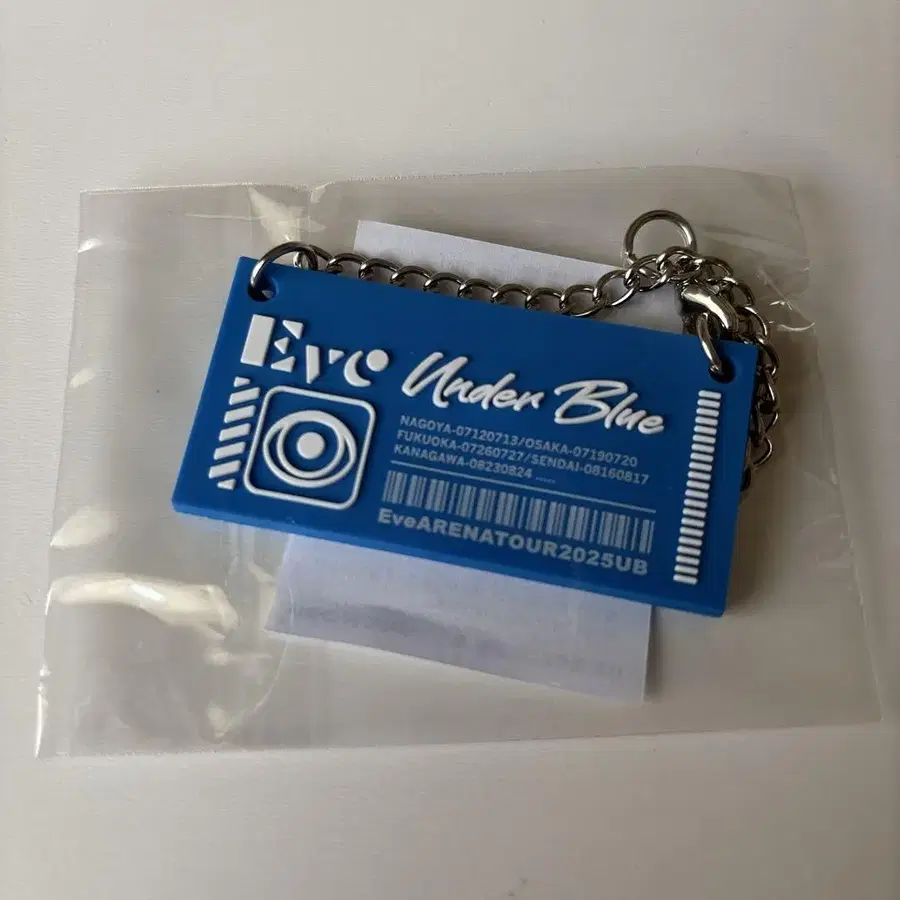 Eve
Under Blue
NAGOYA-07120713/OSAKA-07190720
FUKUOKA-07260727/SENDAI-08160817
KANAGAWA-08230824 .....
EveARENATOUR2025UB